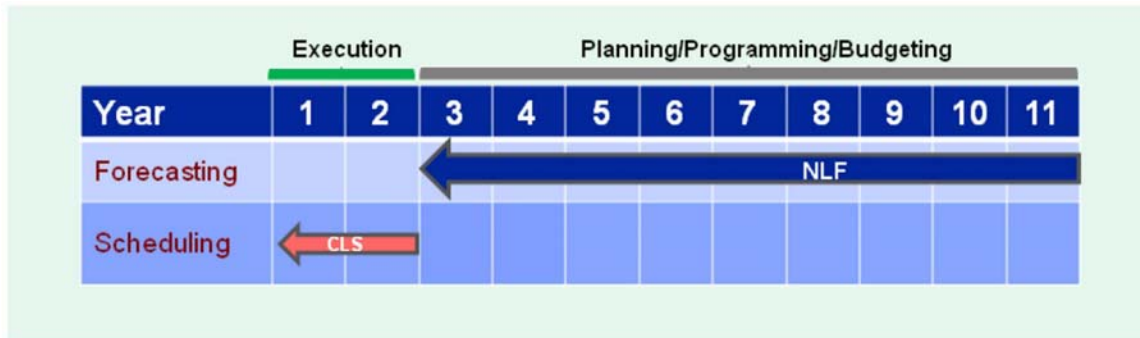 Execution Planning/Programming/Budgeting
Year 1 2 3 4 5 6 7 8 9 10 11
Forecasting NLF
Scheduling CLS